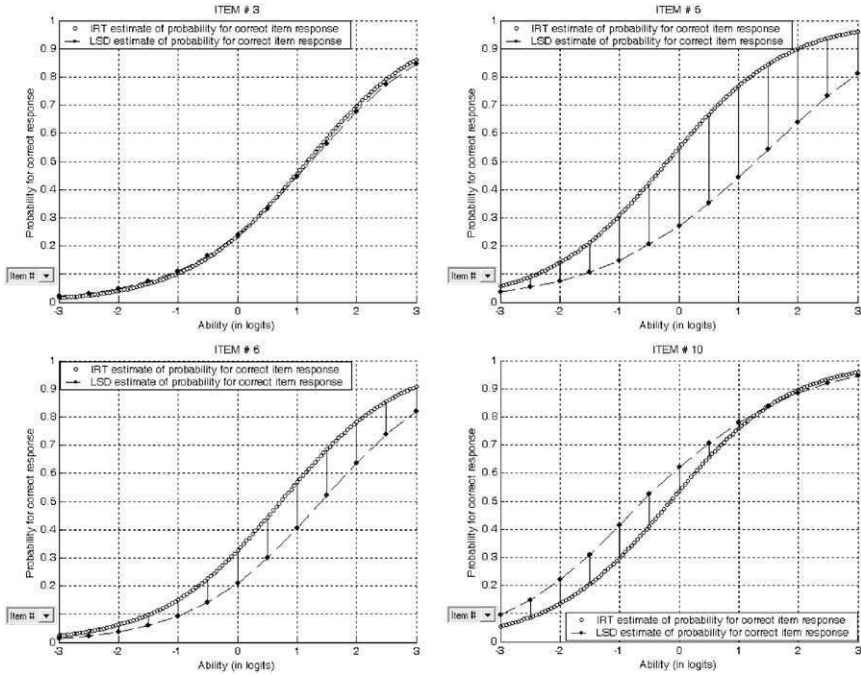 ITEM # 3
IRT estimate of probability for correct item response
LSD estimate of probability for correct item response
Probability for correct response
1
0.9
0.8
0.7
0.6
0.5
0.4
0.3
0.2
0
Item #
-3 -2 -1 0 1 2 3
Ability (in logits)
ITEM # 5
IRT estimate of probability for correct item response
LSD estimate of probability for correct item response
Probability for correct response
1
0.9
0.8
0.7
0.6
0.5
0.4
0.3
0.2
0
Item #
-3 -2 -1 0 1 2 3
Ability (in logits)
ITEM # 6
IRT estimate of probability for correct item response
LSD estimate of probability for correct item response
Probability for correct response
1
0.9
0.8
0.7
0.6
0.5
0.4
0.3
0.2
0
Item #
-3 -2 -1 0 1 2 3
Ability (in logits)
ITEM # 10
Probability for correct response
1
0.9
0.8
0.7
0.6
0.5
0.4
0.3
0.2
0
Item #
IRT estimate of probability for correct item response
LSD estimate of probability for correct item response
-3 -2 -1 0 1 2 3
Ability (in logits)